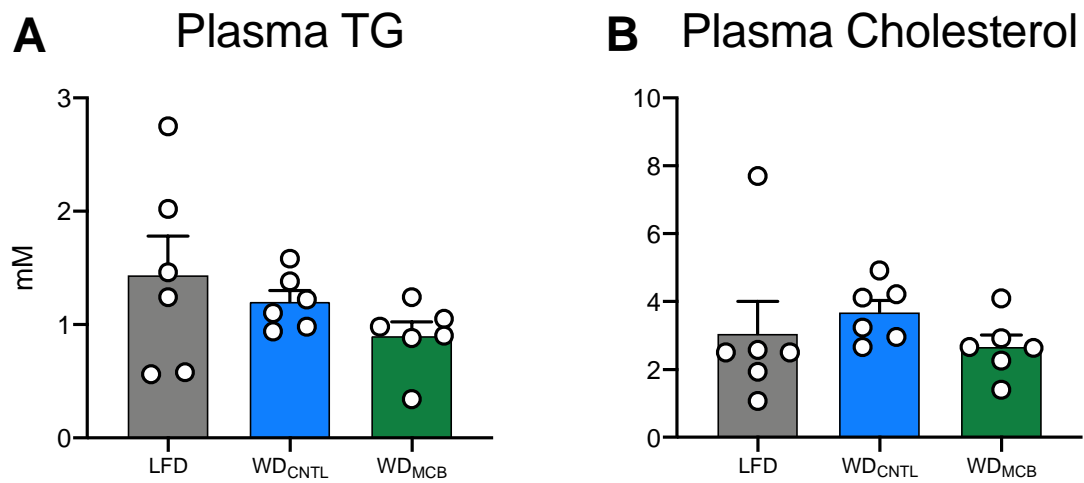 A Plasma TG
3
2
1
0
mM
LFD WDCNTL WDMCB
B Plasma Cholesterol
10
8
6
4
2
0
LFD WDCNTL WDMCB